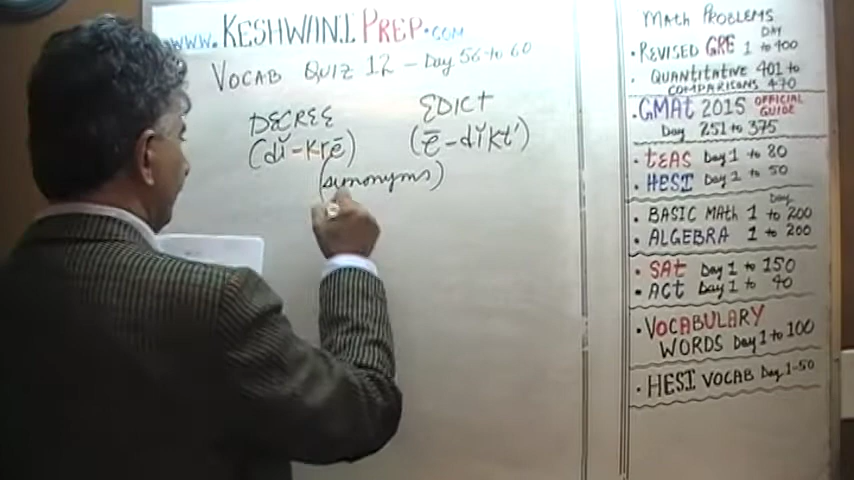 www.KESHWANI PREP.COM
VOCAB QUIZ 12 - Day 56 to 60
DECREE EDICT
(dĭ-krē) (ē-dĭkt')
(synonyms)
MATH PROBLEMS
DAY
• REVISED GRE 1 to 400
• QUANTITATIVE 401 to
COMPARISONS 470
• GMAT 2015 OFFICIAL GUIDE
Day 251 to 375
• TEAS Day 1 to 80
• HESI Day 1 to 50
Day
• BASIC MATH 1 to 200
• ALGEBRA 1 to 200
• SAT Day 1 to 150
• ACT Day 1 to 40
• VOCABULARY
WORDS Day 1 to 100
• HESI VOCAB Day 1-50